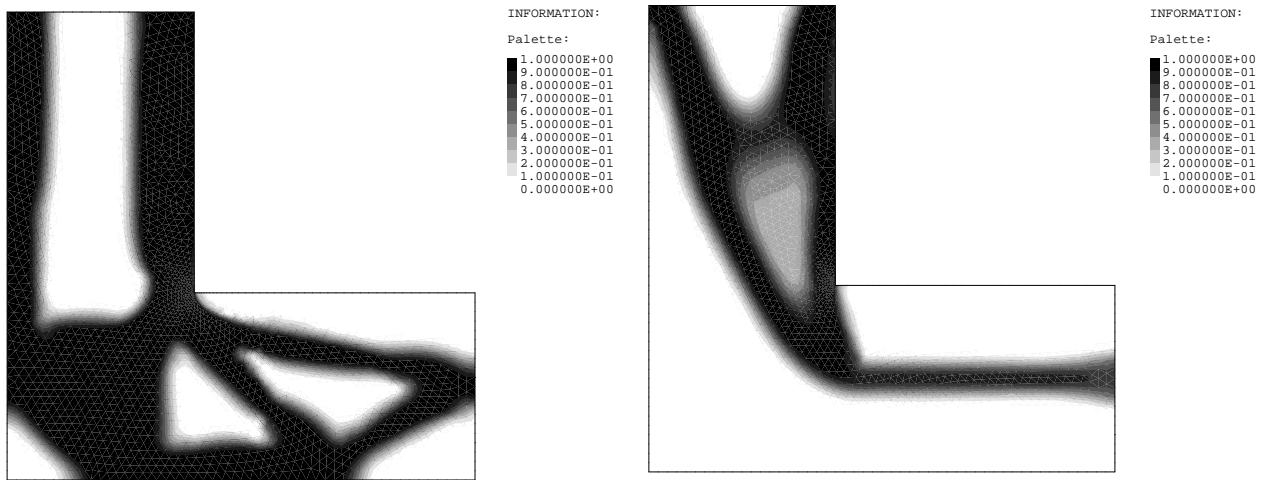 INFORMATION:
Palette:
1.000000E+00
9.000000E-01
8.000000E-01
7.000000E-01
6.000000E-01
5.000000E-01
4.000000E-01
3.000000E-01
2.000000E-01
1.000000E-01
0.000000E+00
INFORMATION:
Palette:
1.000000E+00
9.000000E-01
8.000000E-01
7.000000E-01
6.000000E-01
5.000000E-01
4.000000E-01
3.000000E-01
2.000000E-01
1.000000E-01
0.000000E+00